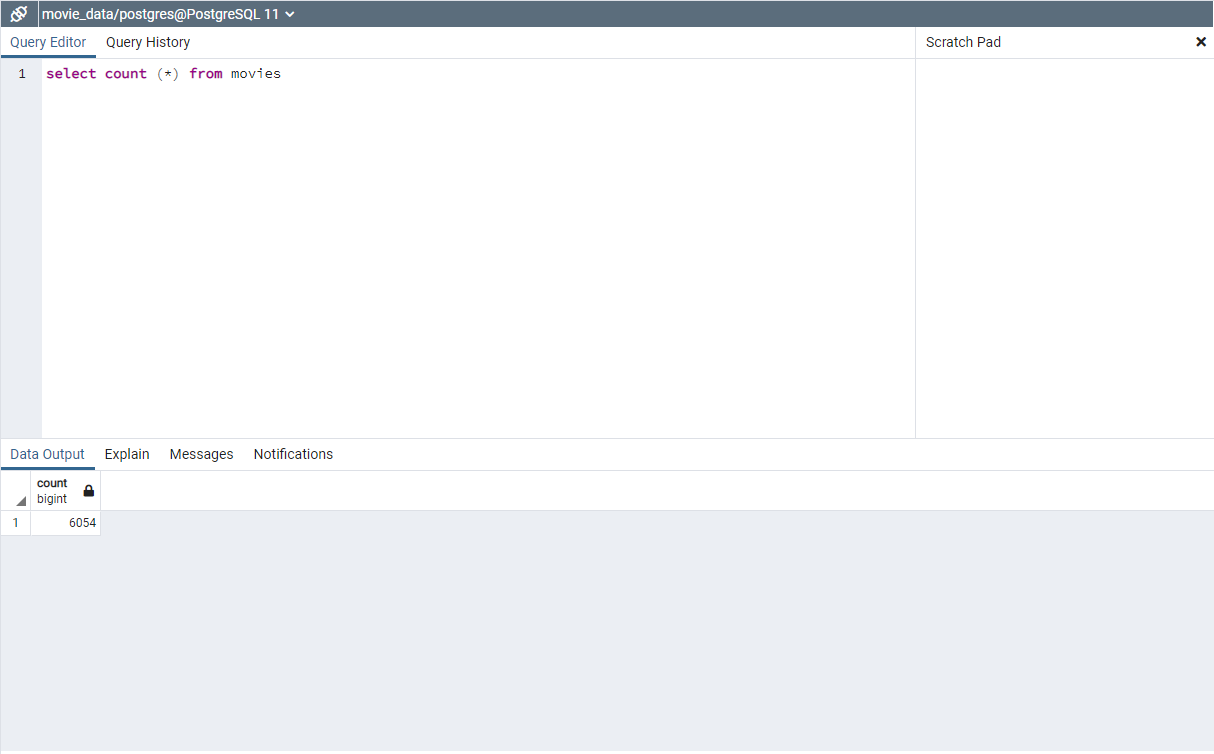 movie_data/postgres@PostgreSQL 11
Query Editor Query History Scratch Pad
1 select count (*) from movies
Data Output Explain Messages Notifications
count
bigint
1 6054